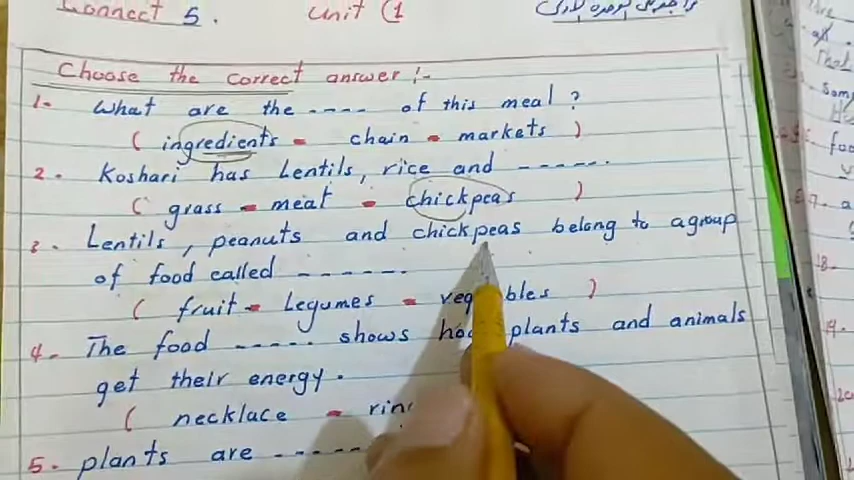 Connect 5. Unit (1
Choose the correct answer :-
1- What are the ---- of this meal ?
( ingredients - chain - markets )
2. Koshari has Lentils, rice and ------.
( grass - meat - chickpeas )
3. Lentils, peanuts and chickpeas belong to a group
of food called ------.
( fruit - Legumes - vegetables )
4- The food ----- shows how plants and animals
get their energy.
( necklace -
5- plants are -----